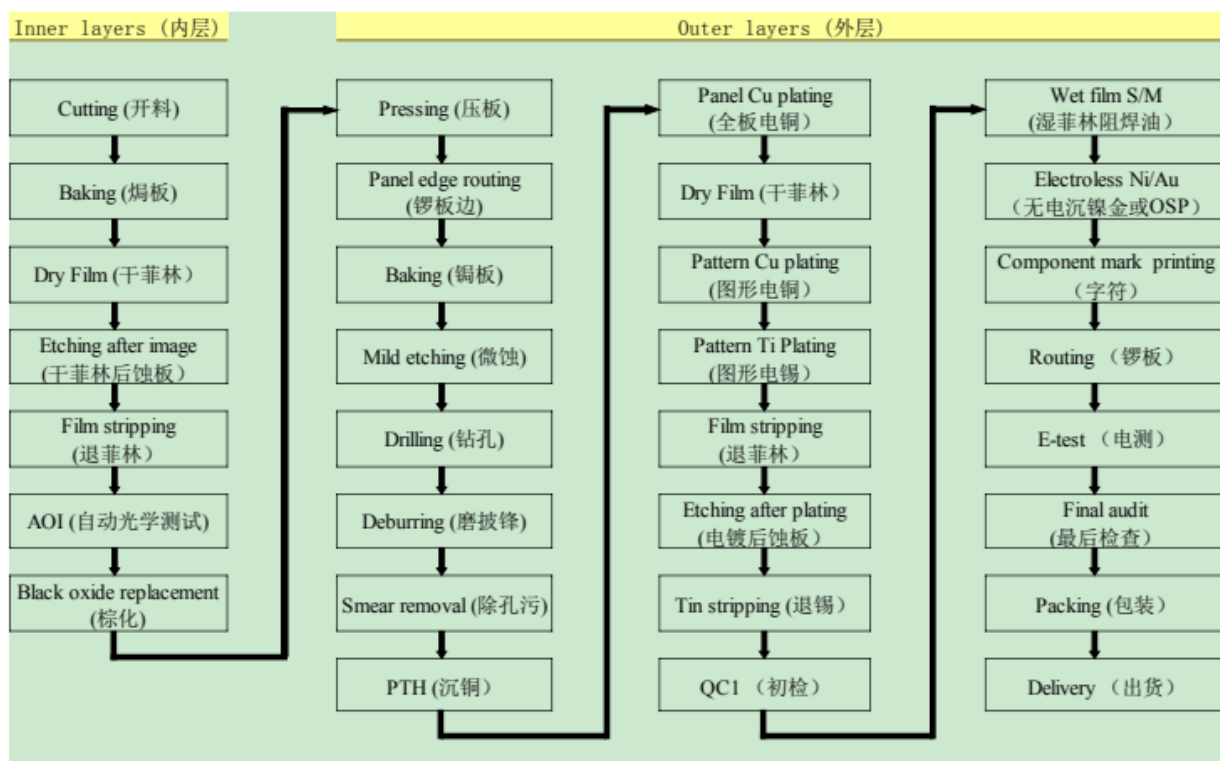 Inner layers (内层)
Outer layers (外层)
Cutting (开料)
Baking (焗板)
Dry Film (干菲林）
Etching after image
(干菲林后蚀板）
Film stripping
(退菲林）
AOI (自动光学测试)
Black oxide replacement
(棕化)
Pressing (压板)
Panel edge routing
(锣板边)
Baking (锔板)
Mild etching (微蚀)
Drilling (钻孔)
Deburring (磨披锋)
Smear removal (除孔污)
PTH (沉铜）
Panel Cu plating
(全板电铜)
Dry Film (干菲林）
Pattern Cu plating
(图形电铜)
Pattern Ti Plating
(图形电锡)
Film stripping
(退菲林）
Etching after plating
(电镀后蚀板)
Tin stripping (退锡）
QC1 （初检）
Wet film S/M
(湿菲林阻焊油）
Electroless Ni/Au
（无电沉镍金或OSP）
Component mark printing
（字符）
Routing （锣板）
E-test （电测）
Final audit
(最后检查)
Packing (包装)
Delivery （出货）